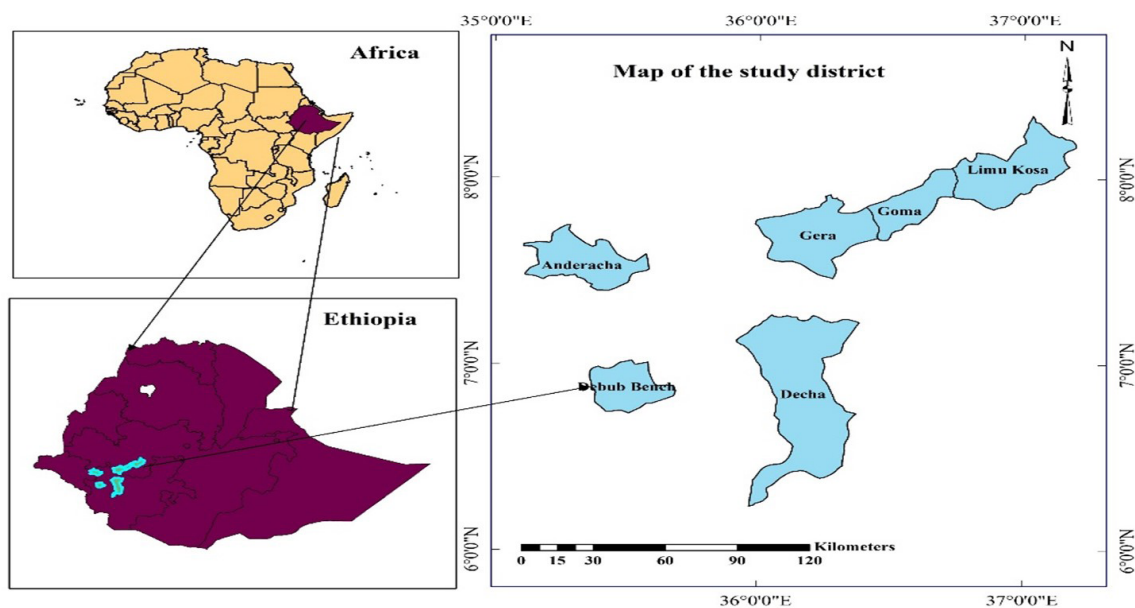 Africa
Ethiopia
35°0'0"E
36°0'0"E
37°0'0"E
Map of the study district
N
8°0'0"N
8°0'0"N
Limu Kosa
Goma
Gera
Anderacha
7°0'0"N
7°0'0"N
Debub Bench
Decha
6°0'0"N
6°0'0"N
Kilometers
0 15 30 60 90 120
36°0'0"E
37°0'0"E